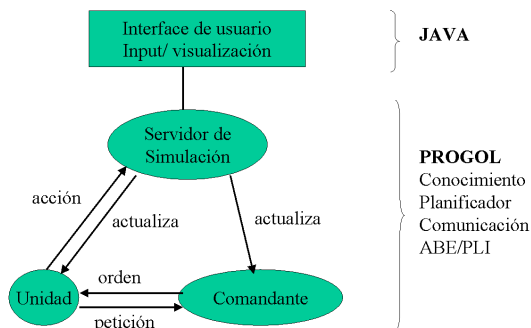 Interface de usuario
Input/ visualización
JAVA
Servidor de
Simulación
PROGOL
Conocimiento
Planificador
Comunicación
ABE/PLI
acción
actualiza
actualiza
orden
Unidad
Comandante
petición